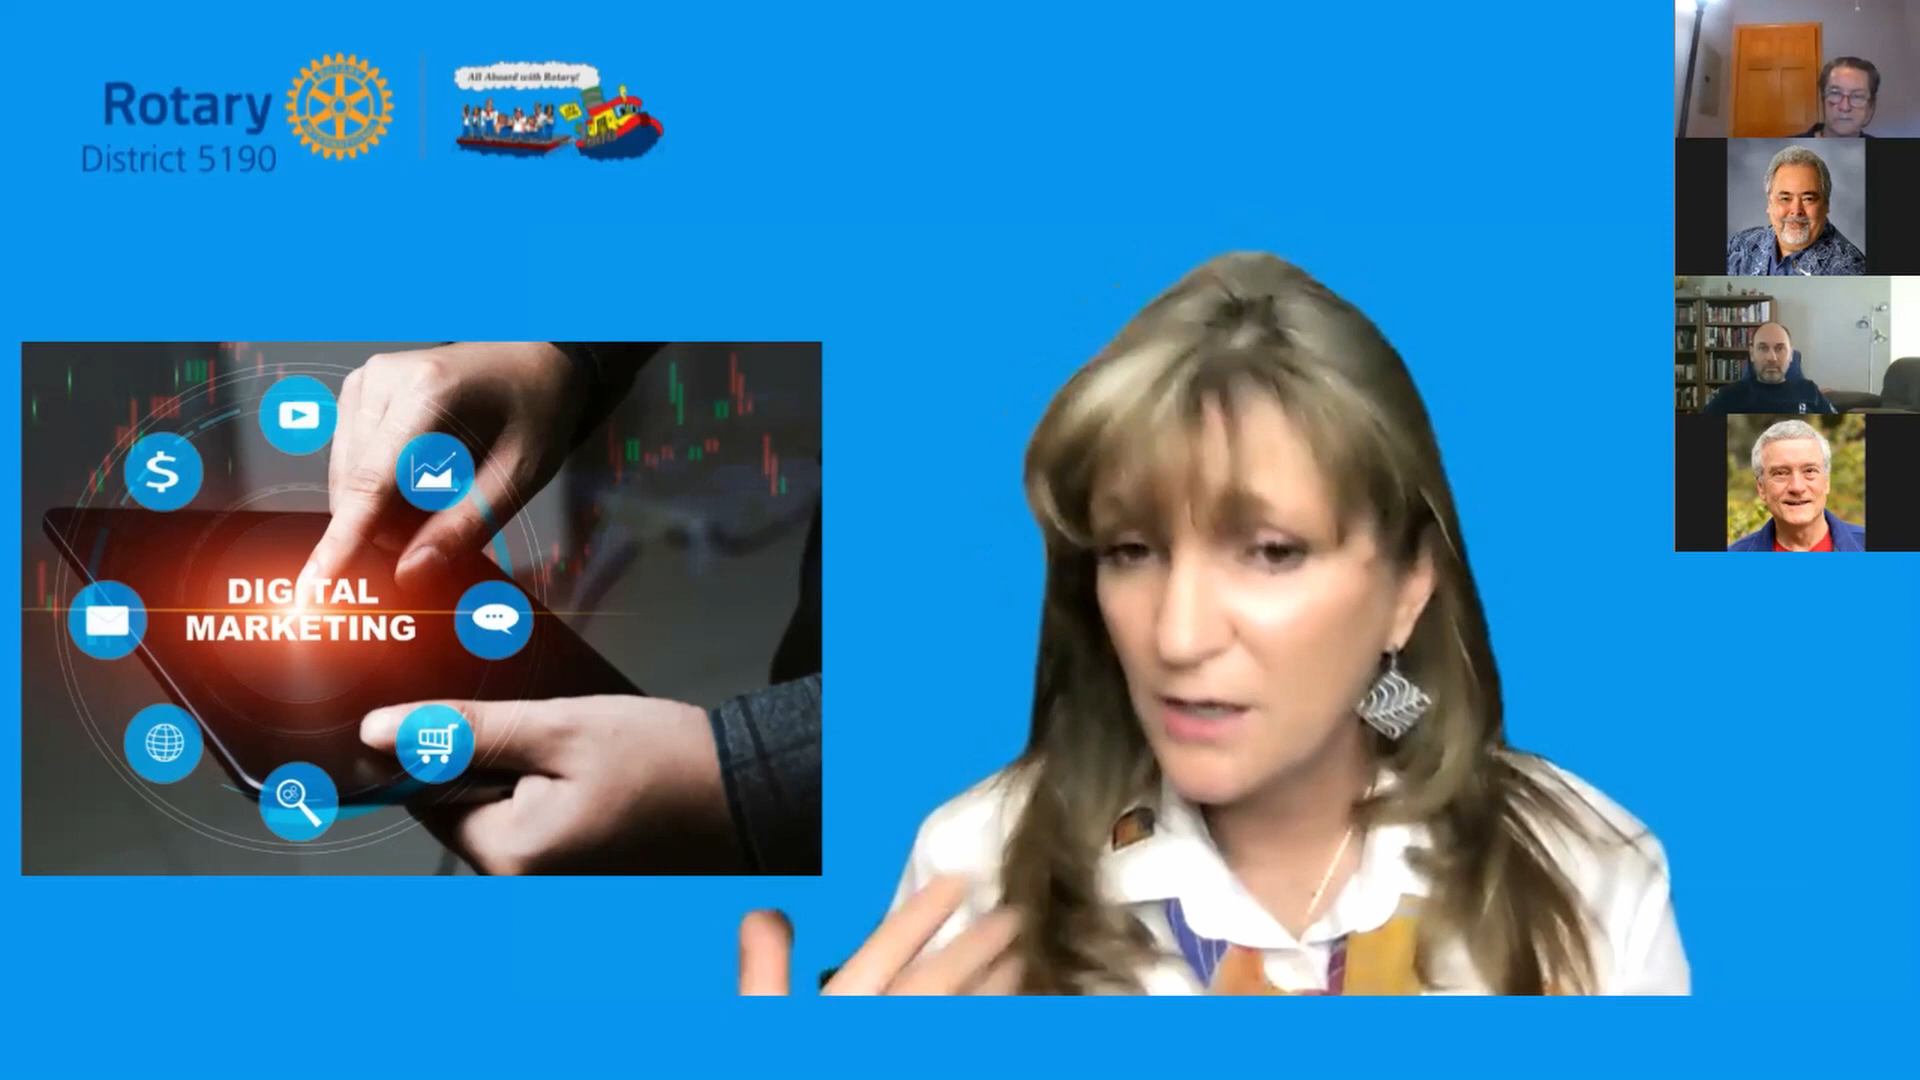 Rotary
District 5190
All Aboard with Rotary!
DIGITAL
MARKETING